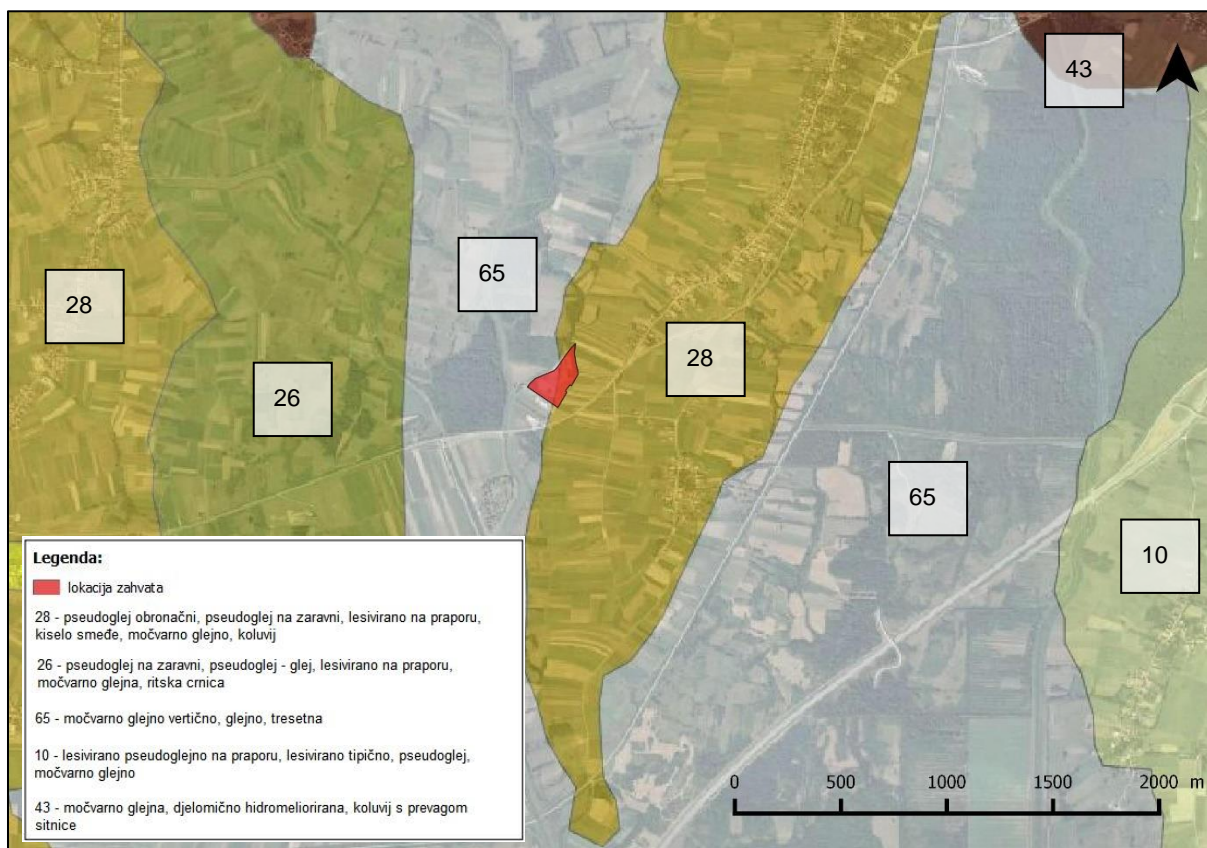 43
65
28
28
26
65
10
Legenda:
lokacija zahvata
28 - pseudoglej obronačni, pseudoglej na zaravni, lesivirano na praporu,
kiselo smeđe, močvarno glejno, koluvij
26 - pseudoglej na zaravni, pseudoglej - glej, lesivirano na praporu,
močvarno glejna, ritska crnica
65 - močvarno glejno vertično, glejno, tresetna
10 - lesivirano pseudoglejno na praporu, lesivirano tipično, pseudoglej,
močvarno glejno
43 - močvarno glejna, djelomično hidromeliorirana, koluvij s prevagom
sitnice
0 500 1000 1500 2000 m